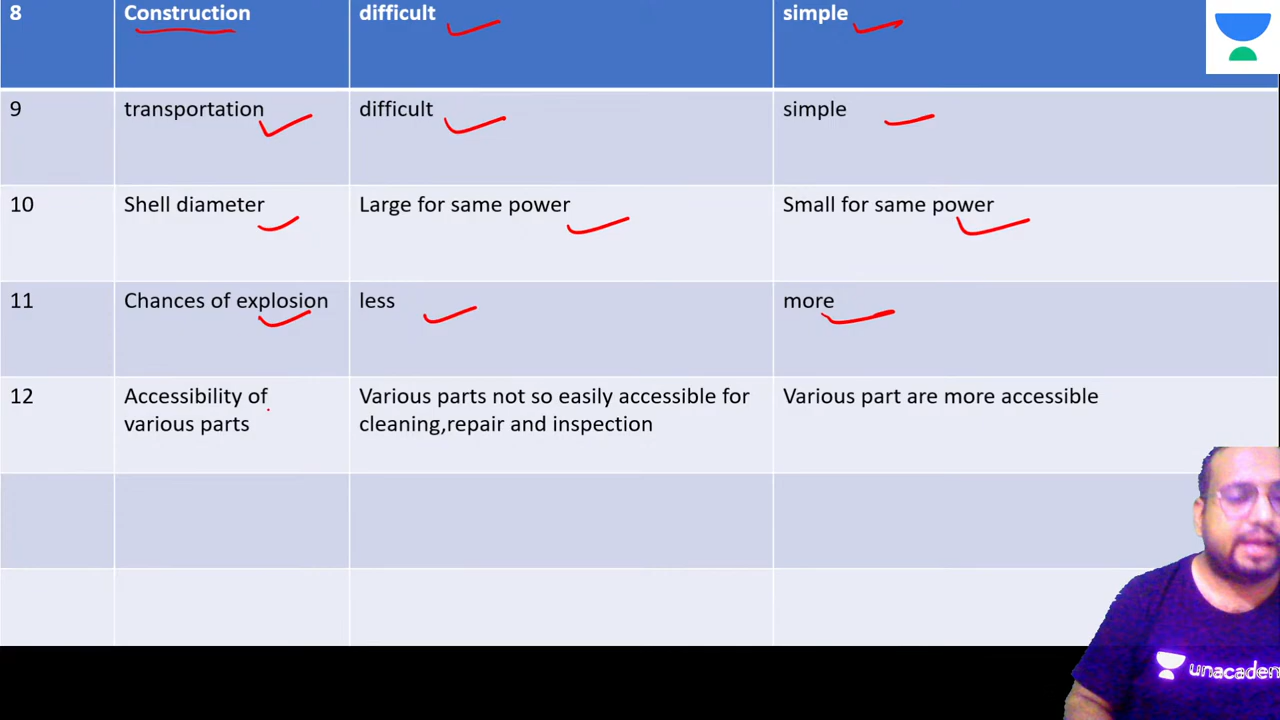 8 Construction difficult simple
9 transportation difficult simple
10 Shell diameter Large for same power Small for same power
11 Chances of explosion less more
12 Accessibility of various parts Various parts not so easily accessible for cleaning,repair and inspection Various part are more accessible
unacadem